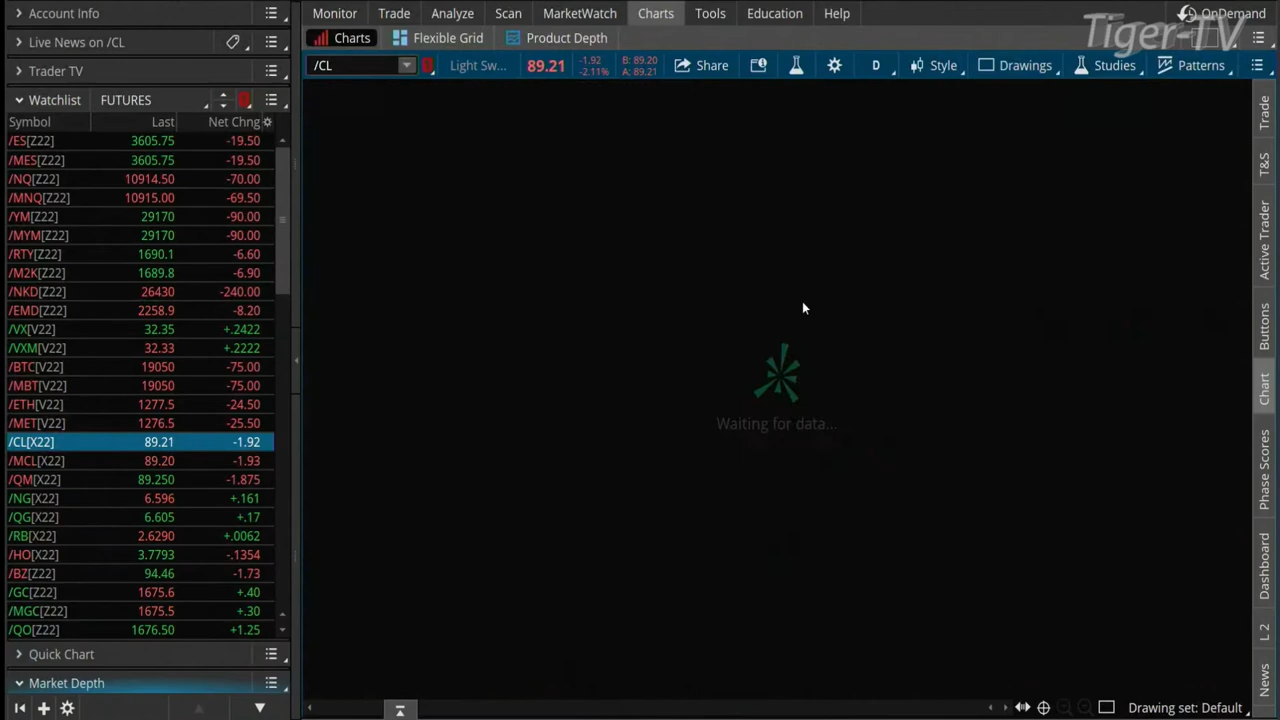 Account Info
Live News on /CL
Trader TV
Watchlist FUTURES
Symbol Last Net Chng
/ES[Z22] 3605.75 -19.50
/MES[Z22] 3605.75 -19.50
/NQ[Z22] 10914.50 -70.00
/MNQ[Z22] 10915.00 -69.50
/YM[Z22] 29170 -90.00
/MYM[Z22] 29170 -90.00
/RTY[Z22] 1690.1 -6.60
/M2K[Z22] 1689.8 -6.90
/NKD[Z22] 26430 -240.00
/EMD[Z22] 2258.9 -8.20
/VX[V22] 32.35 +.2422
/VXM[V22] 32.33 +.2222
/BTC[V22] 19050 -75.00
/MBT[V22] 19050 -75.00
/ETH[V22] 1277.5 -24.50
/MET[V22] 1276.5 -25.50
/CL[X22] 89.21 -1.92
/MCL[X22] 89.20 -1.93
/QM[X22] 89.250 -1.875
/NG[X22] 6.596 +.161
/QG[X22] 6.605 +.17
/RB[X22] 2.6290 +.0062
/HO[X22] 3.7793 -.1354
/BZ[Z22] 94.46 -1.73
/GC[Z22] 1675.6 +.40
/MGC[Z22] 1675.5 +.30
/QO[Z22] 1676.50 +1.25
Quick Chart
Market Depth
Monitor Trade Analyze Scan MarketWatch Charts Tools Education Help OnDemand
Tiger-TV
Charts Flexible Grid Product Depth
/CL Light Sw... 89.21 -1.92 -2.11% B: 89.20 A: 89.21 Share D Style Drawings Studies Patterns
Waiting for data...
Trade
T&S
Active Trader
Buttons
Chart
Phase Scores
Dashboard
L 2
News
Drawing set: Default